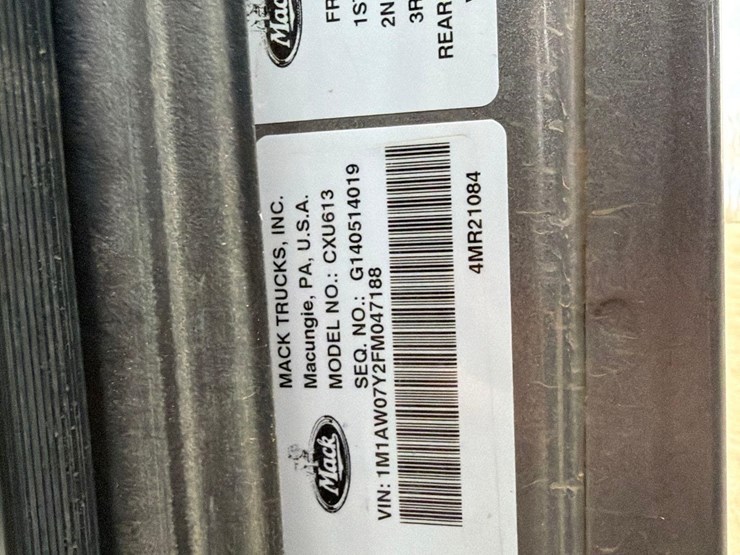 Mack
MACK TRUCKS, INC.
Macungie, PA, U.S.A.
MODEL NO.: CXU613
SEQ. NO.: G140514019
VIN: 1M1AW07Y2FM047188
4MR21084
Mack
FR
1S
2N
3R
REAR